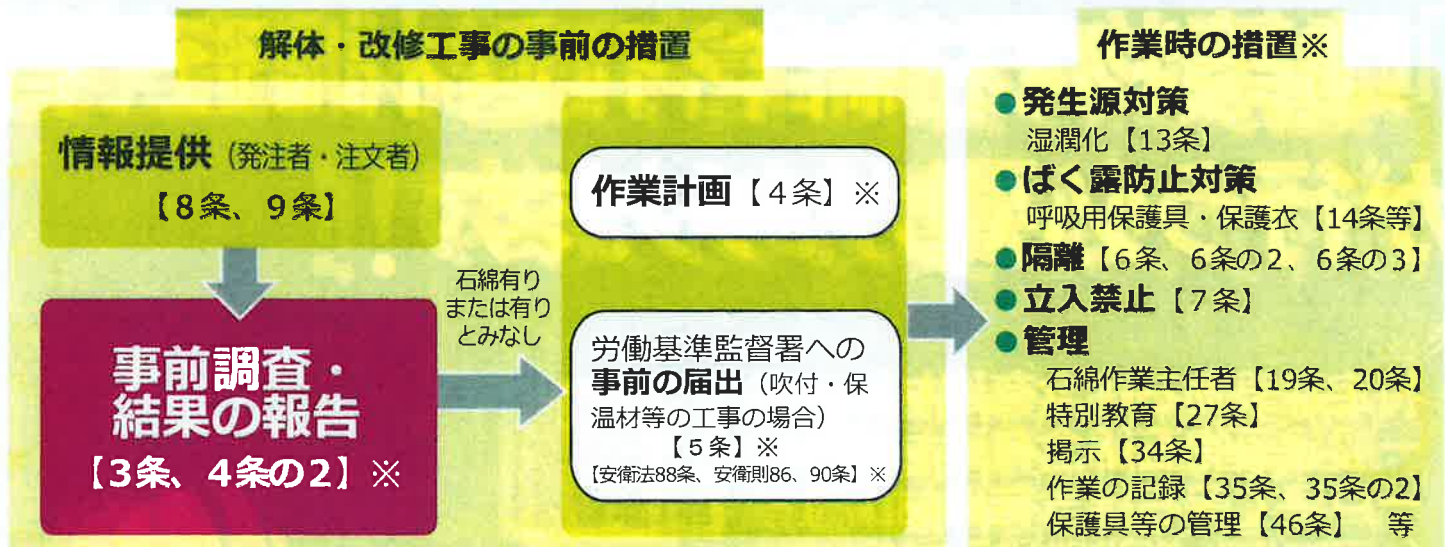 解体・改修工事の事前の措置
情報提供（発注者・注文者）
【8条、9条】
事前調査・
結果の報告
【3条、4条の2】※
石綿有り
または有り
とみなし
作業計画【4条】※
労働基準監督署への
事前の届出（吹付・保
温材等の工事の場合）
【5条】※
【安衛法88条、安衛則86、90条】※
作業時の措置※
●発生源対策
湿潤化【13条】
●ばく露防止対策
呼吸用保護具・保護衣【14条等】
●隔離【6条、6条の2、6条の3】
●立入禁止【7条】
●管理
石綿作業主任者【19条、20条】
特別教育【27条】
掲示【34条】
作業の記録【35条、35条の2】
保護具等の管理【46条】　等